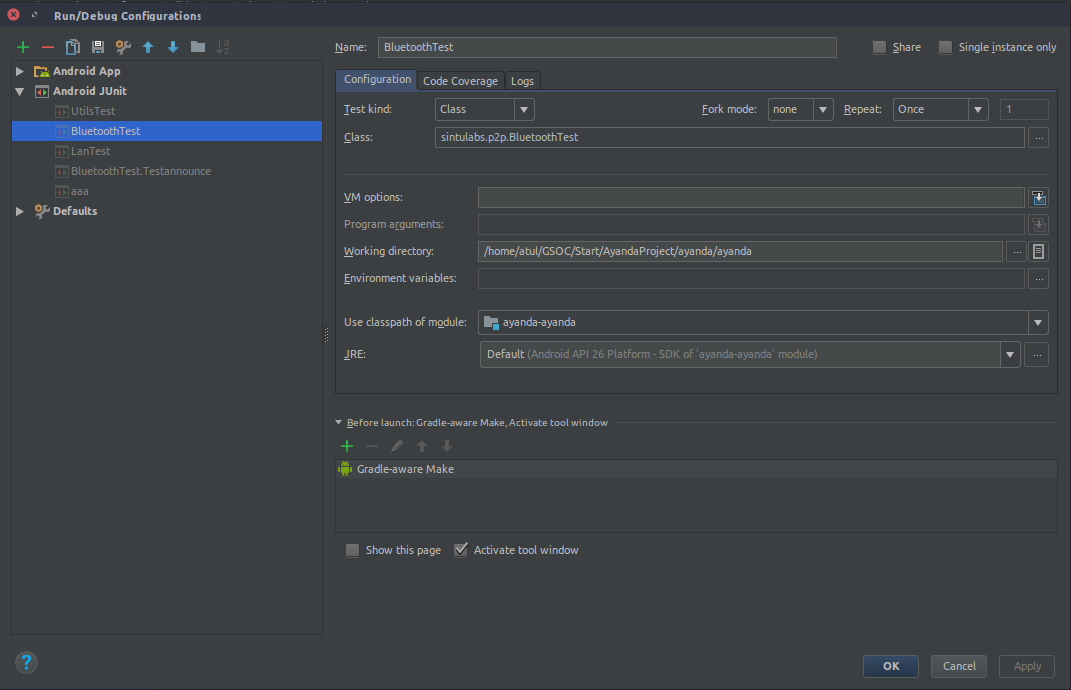 Run/Debug Configurations
Name: BluetoothTest Share Single instance only
Android App
Android JUnit
UtilsTest
BluetoothTest
LanTest
BluetoothTest.Testannounce
aaa
Defaults
Configuration Code Coverage Logs
Test kind: Class Fork mode: none Repeat: Once 1
Class: sintulabs.p2p.BluetoothTest ...
VM options:
Program arguments:
Working directory: /home/atul/GSOC/Start/AyandaProject/ayanda/ayanda ...
Environment variables: ...
Use classpath of module: ayanda-ayanda
JRE: Default (Android API 26 Platform - SDK of 'ayanda-ayanda' module) ...
Before launch: Gradle-aware Make, Activate tool window
Gradle-aware Make
Show this page Activate tool window
? OK Cancel Apply